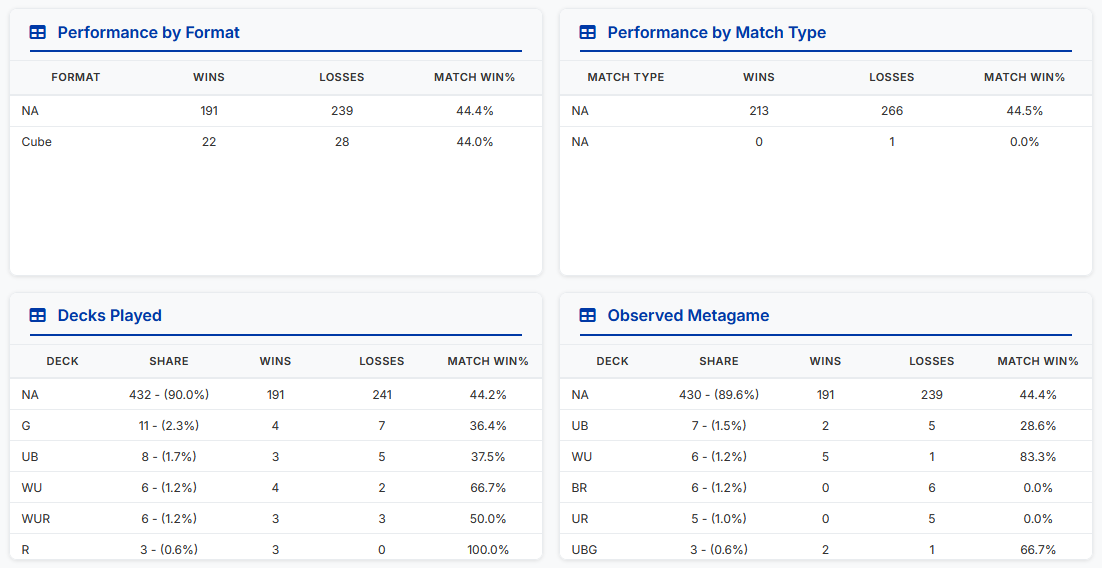 Performance by Format
FORMAT WINS LOSSES MATCH WIN%
NA 191 239 44.4%
Cube 22 28 44.0%
Performance by Match Type
MATCH TYPE WINS LOSSES MATCH WIN%
NA 213 266 44.5%
NA 0 1 0.0%
Decks Played
DECK SHARE WINS LOSSES MATCH WIN%
NA 432 - (90.0%) 191 241 44.2%
G 11 - (2.3%) 4 7 36.4%
UB 8 - (1.7%) 3 5 37.5%
WU 6 - (1.2%) 4 2 66.7%
WUR 6 - (1.2%) 3 3 50.0%
R 3 - (0.6%) 3 0 100.0%
Observed Metagame
DECK SHARE WINS LOSSES MATCH WIN%
NA 430 - (89.6%) 191 239 44.4%
UB 7 - (1.5%) 2 5 28.6%
WU 6 - (1.2%) 5 1 83.3%
BR 6 - (1.2%) 0 6 0.0%
UR 5 - (1.0%) 0 5 0.0%
UBG 3 - (0.6%) 2 1 66.7%